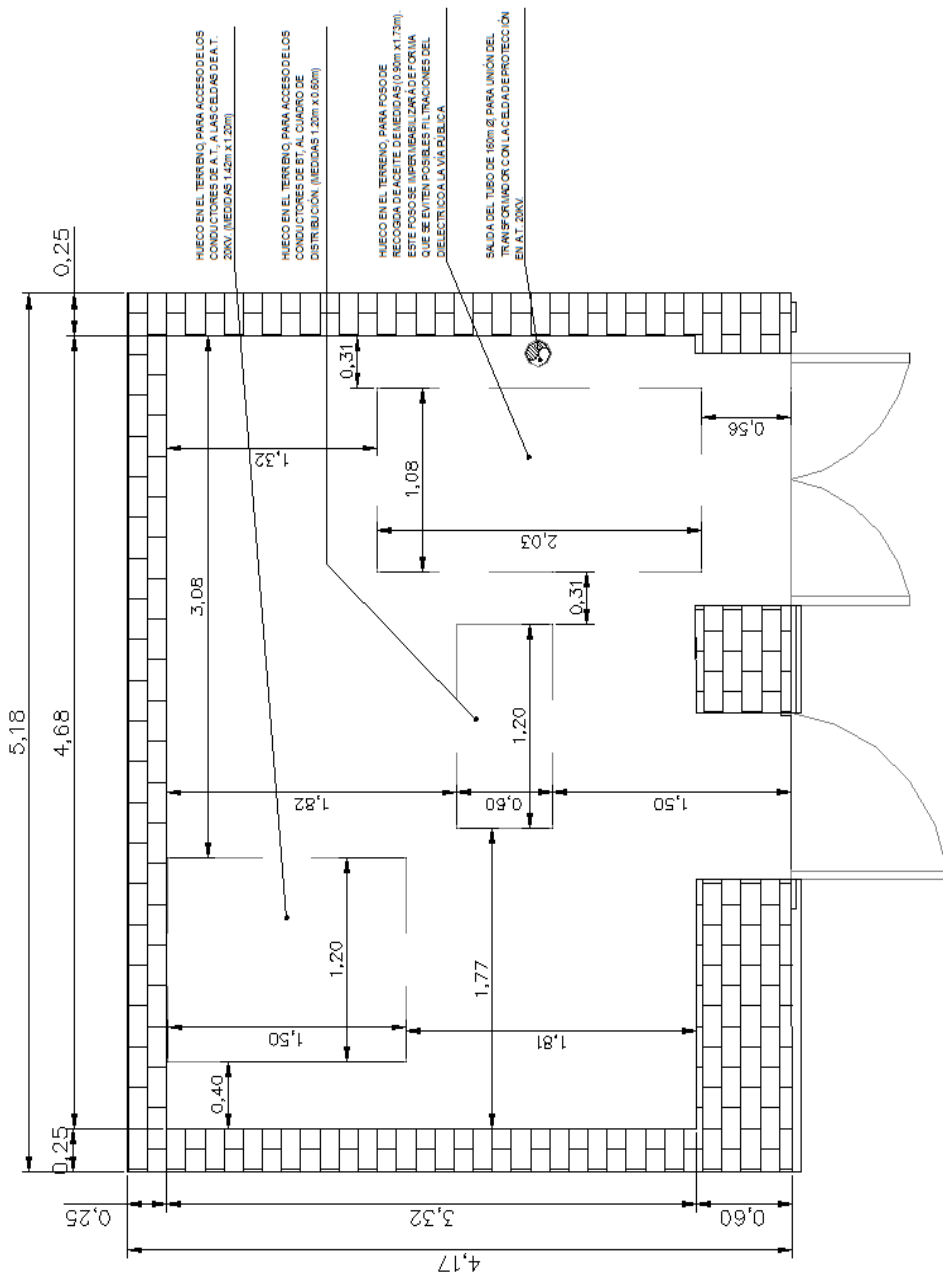 HUECO EN EL TERRENO, PARA ACCESO DE LOS
CONDUCTORES DE A.T., A LAS CELDAS DE A.T.
20KV. (MEDIDAS 1.42m x 1.20m)
HUECO EN EL TERRENO, PARA ACCESO DE LOS
CONDUCTORES DE BT, AL CUADRO DE
DISTRIBUCIÓN. (MEDIDAS 1.20m x 0.60m)
HUECO EN EL TERRENO, PARA FOSO DE
RECOGIDA DE ACEITE DE MEDIDAS (0.90m x 1.73m).
ESTE FOSO SE IMPERMEABILIZARÁ DE FORMA
QUE SE EVITEN POSIBLES FILTRACIONES DEL
DIELECTRICO A LA VÍA PÚBLICA
SALIDA DEL TUBO DE 160m Ø, PARA UNIÓN DEL
TRANSFORMADOR CON LA CELDA DE PROTECCIÓN
EN A.T. 20KV.
5,18
0,25
4,68
0,25
0,31
1,32
1,08
3,08
2,03
0,56
0,31
1,20
1,82
0,60
1,50
1,20
1,77
1,50
1,81
0,40
0,25
3,32
0,60
4,17